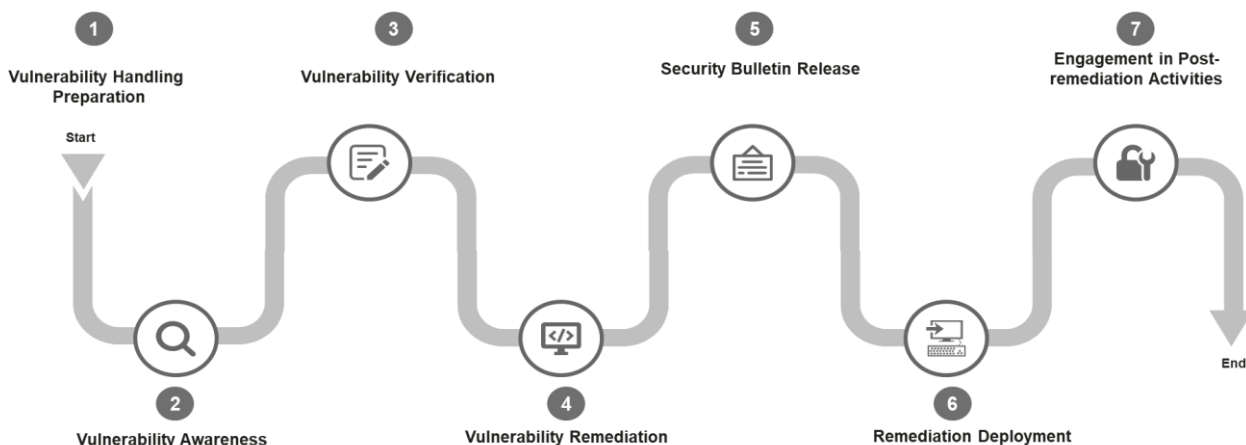 1
Vulnerability Handling
Preparation
Start
2
Vulnerability Awareness
3
Vulnerability Verification
4
Vulnerability Remediation
5
Security Bulletin Release
6
Remediation Deployment
7
Engagement in Post-
remediation Activities
End